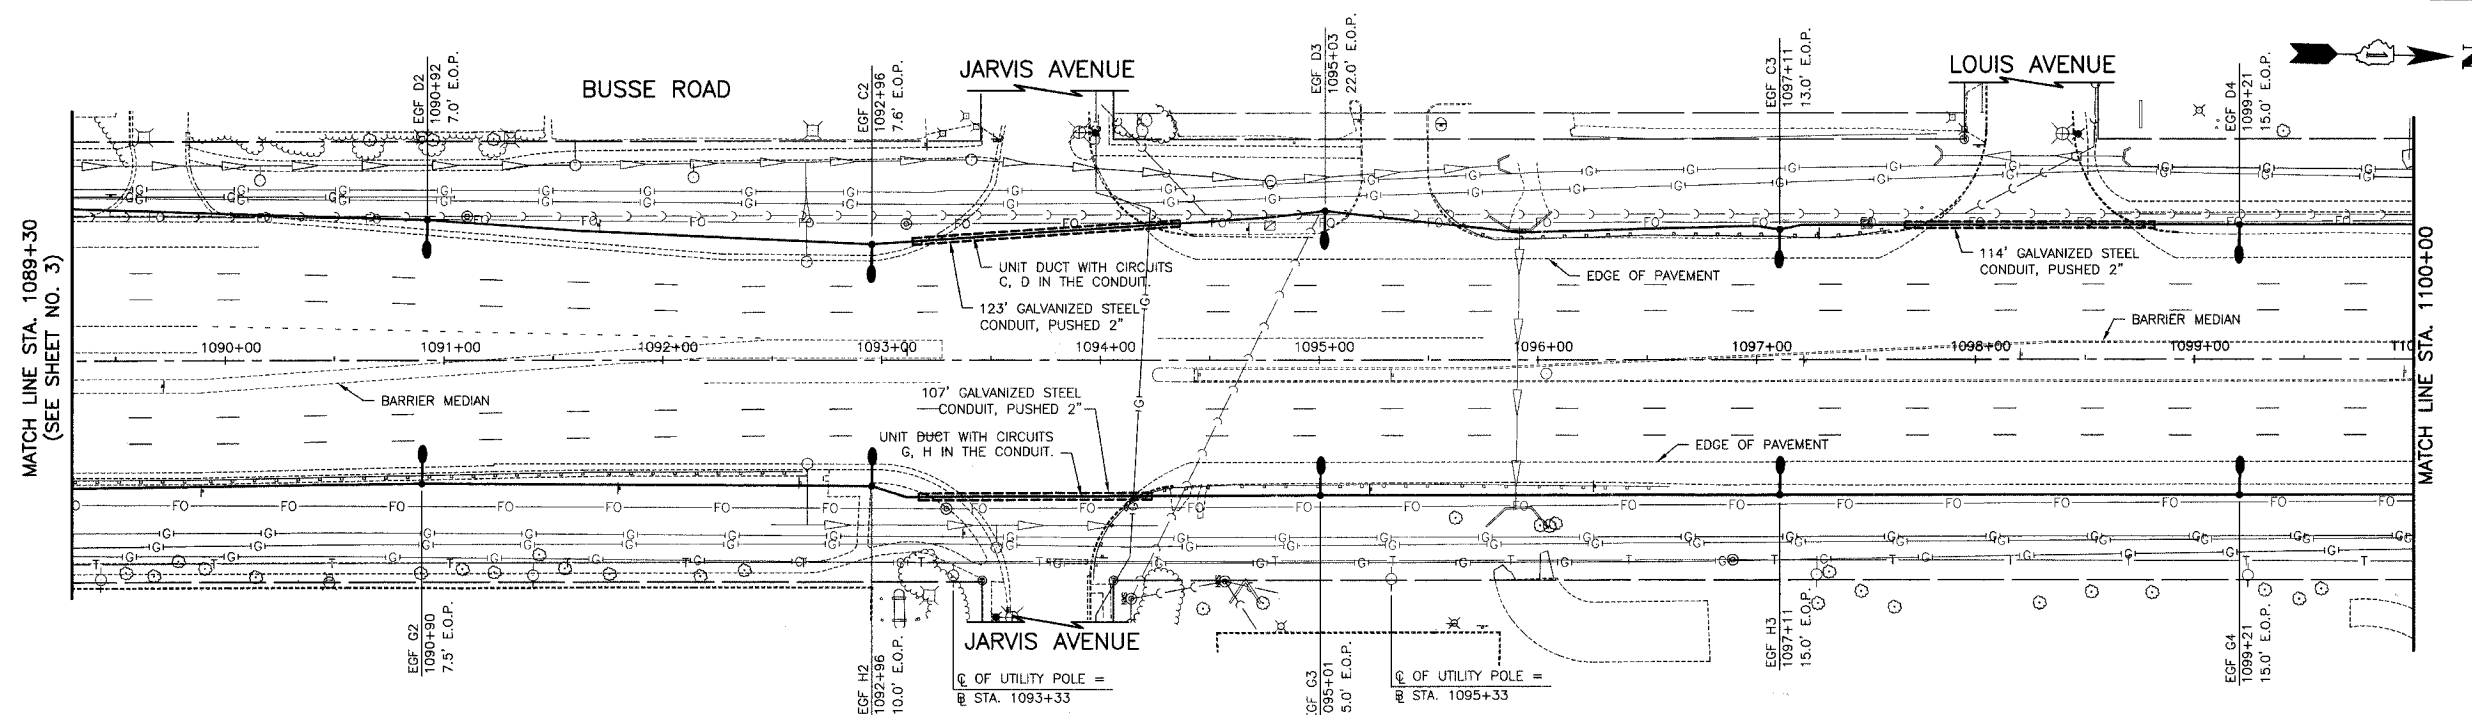 EGF D2
1090+92
7.0' E.O.P.
BUSSE ROAD
EGF C2
1092+96
7.6' E.O.P.
JARVIS AVENUE
EGF D3
1095+03
22.0' E.O.P.
EGF C3
1097+11
13.0' E.O.P.
LOUIS AVENUE
EGF D4
1099+21
15.0' E.O.P.
N
MATCH LINE STA. 1089+30
(SEE SHEET NO. 3)
UNIT DUCT WITH CIRCUITS
C, D IN THE CONDUIT.
123' GALVANIZED STEEL
CONDUIT, PUSHED 2"
EDGE OF PAVEMENT
114' GALVANIZED STEEL
CONDUIT, PUSHED 2"
BARRIER MEDIAN
1090+00
1091+00
1092+00
1093+00
1094+00
1095+00
1096+00
1097+00
1098+00
1099+00
110
MATCH LINE STA. 1100+00
BARRIER MEDIAN
107' GALVANIZED STEEL
CONDUIT, PUSHED 2"
UNIT DUCT WITH CIRCUITS
G, H IN THE CONDUIT.
EDGE OF PAVEMENT
EGF G2
1090+90
7.5' E.O.P.
EGF H2
1092+96
10.0' E.O.P.
JARVIS AVENUE
OF UTILITY POLE =
STA. 1093+33
EGF G3
095+01
5.0' E.O.P.
OF UTILITY POLE =
STA. 1095+33
EGF H3
1097+11
15.0' E.O.P.
EGF G4
1099+21
15.0' E.O.P.